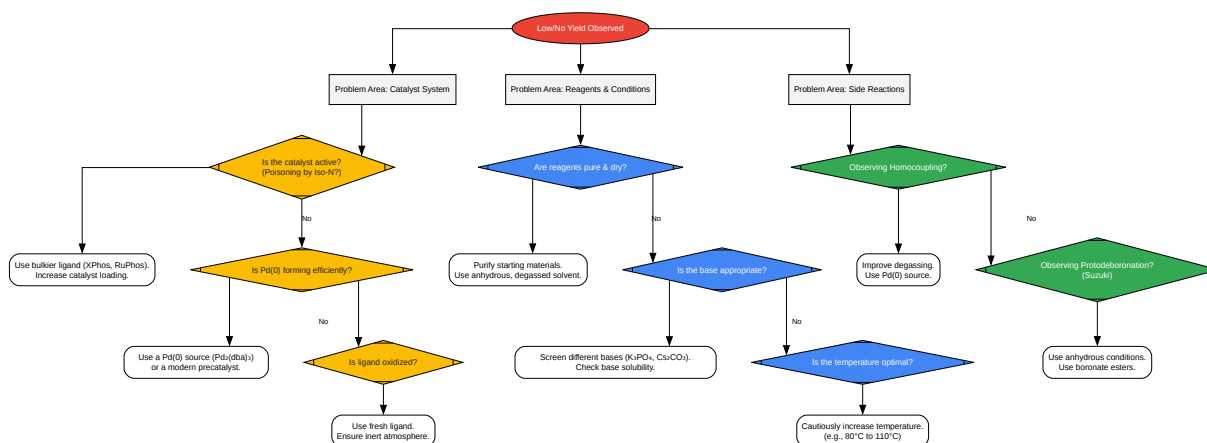 Low/No Yield Observed
Problem Area: Catalyst System
Problem Area: Reagents & Conditions
Problem Area: Side Reactions
Is the catalyst active?
(Poisoning by Iso-N?)
Are reagents pure & dry?
Observing Homocoupling?
No
No
No
Use bulkier ligand (XPhos, RuPhos).
Increase catalyst loading.
Is Pd(0) forming efficiently?
Purify starting materials.
Use anhydrous, degassed solvent.
Is the base appropriate?
Improve degassing.
Use Pd(0) source.
Observing Protodeboronation?
(Suzuki)
No
No
Use a Pd(0) source (Pd₂(dba)₃)
or a modern precatalyst.
Is ligand oxidized?
Screen different bases (K₃PO₄, Cs₂CO₃).
Check base solubility.
Is the temperature optimal?
Use anhydrous conditions.
Use boronate esters.
Use fresh ligand.
Ensure inert atmosphere.
Cautiously increase temperature.
(e.g., 80°C to 110°C)